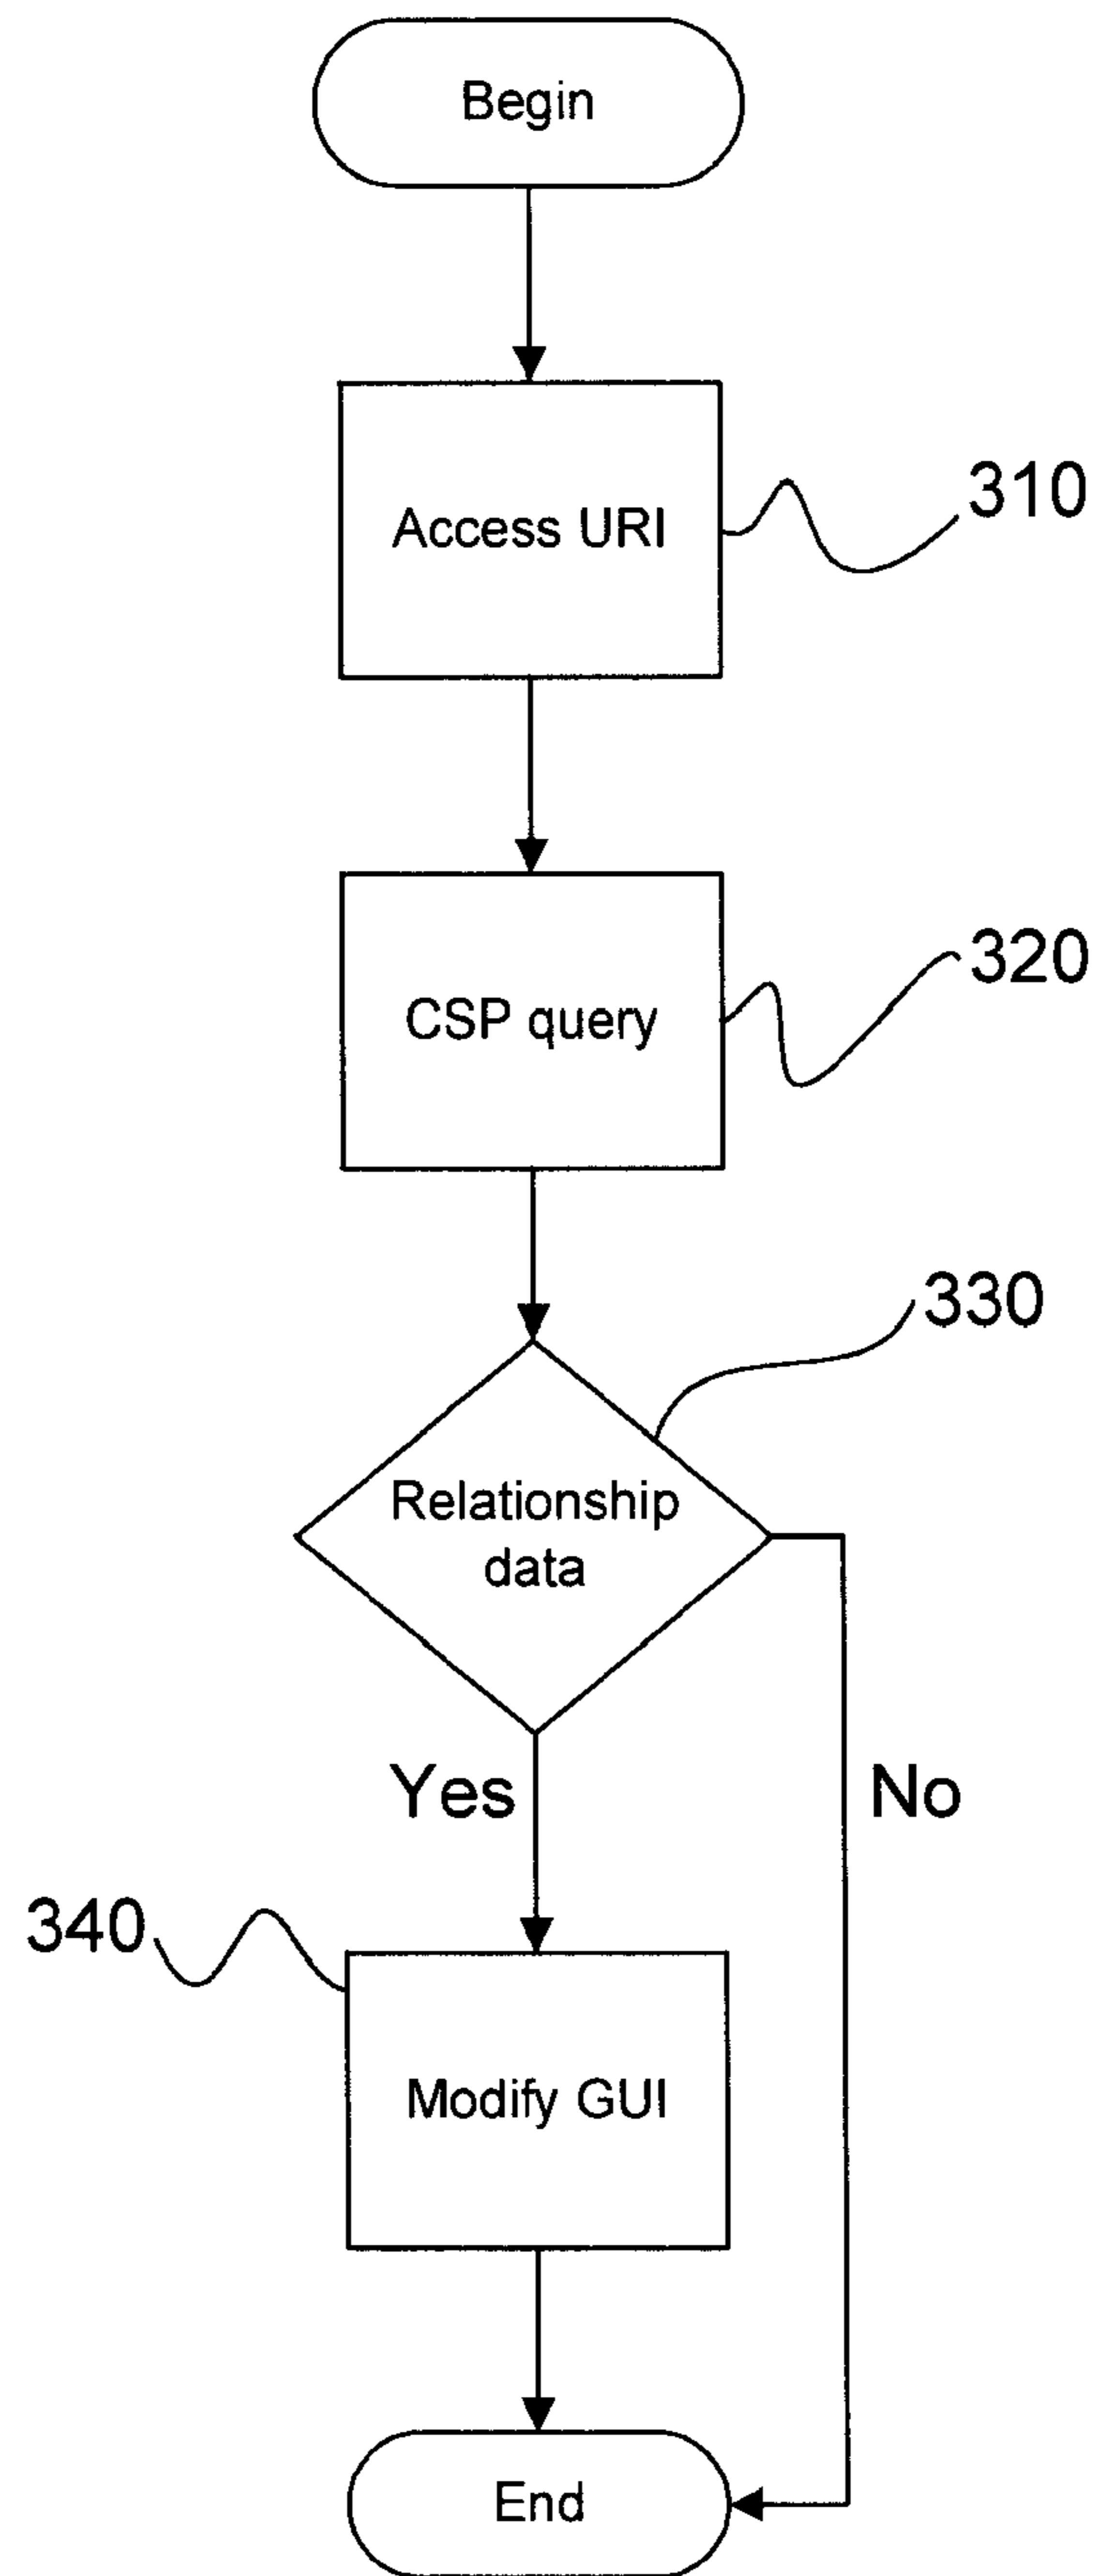 Begin
Access URI
310
CSP query
320
330
Relationship
data
Yes
No
340
Modify GUI
End